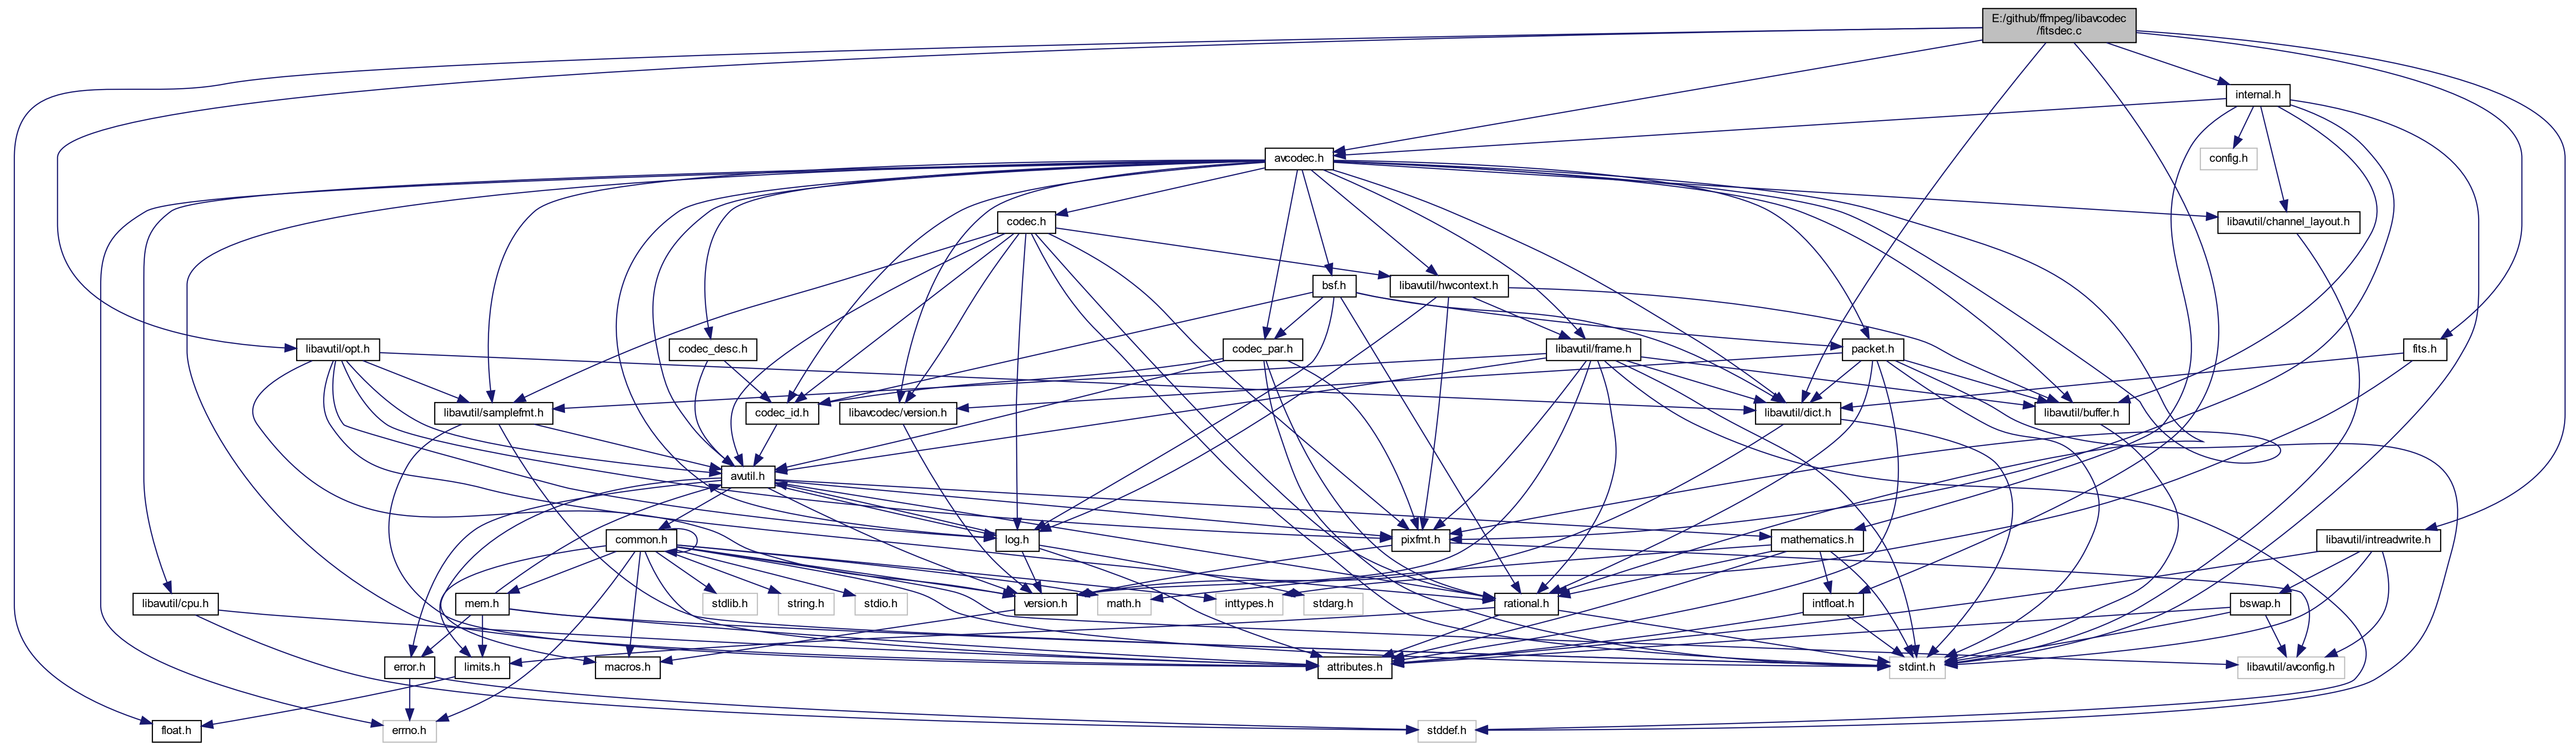 E:/github/ffmpeg/libavcodec
/fitsdec.c
internal.h
avcodec.h
config.h
codec.h
libavutil/channel_layout.h
bsf.h
libavutil/hwcontext.h
libavutil/opt.h
codec_desc.h
codec_par.h
libavutil/frame.h
packet.h
fits.h
libavutil/samplefmt.h
codec_id.h
libavcodec/version.h
libavutil/dict.h
libavutil/buffer.h
avutil.h
common.h
log.h
pixfmt.h
mathematics.h
libavutil/intreadwrite.h
libavutil/cpu.h
mem.h
stdlib.h
string.h
stdio.h
version.h
math.h
inttypes.h
stdarg.h
rational.h
intfloat.h
bswap.h
error.h
limits.h
macros.h
attributes.h
stdint.h
libavutil/avconfig.h
float.h
errno.h
stddef.h